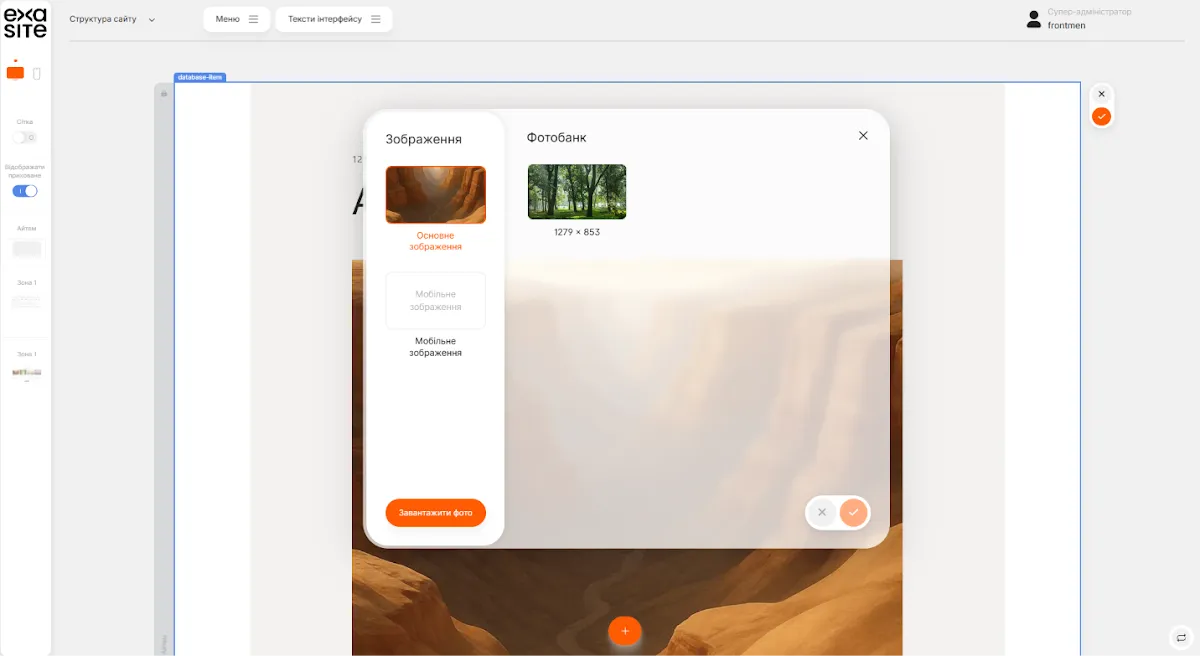 exa
site
Структура сайту
Меню
Тексти інтерфейсу
Супер-адміністратор
frontmen
Сітка
Відображати
приховане
Айтем
Зона 1
Зона 1
database-item
12
Зображення
Основне
зображення
Мобільне
зображення
Мобільне
зображення
Завантажити фото
Фотобанк
1279 × 853